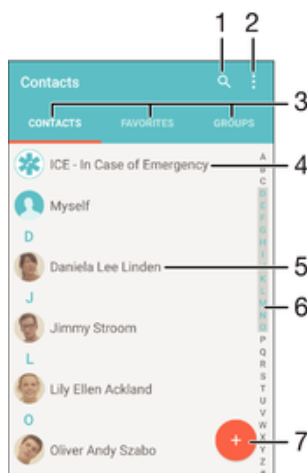 1 2
Contacts
3
CONTACTS FAVORITES GROUPS
ICE - In Case of Emergency 4
Myself
D
Daniela Lee Linden 5
J
Jimmy Stroom
L
Lily Ellen Ackland
O
Oliver Andy Szabo
A
B
C
D
E
F
G
H
I
J
K
L
M
N
O
P
Q
R
S
T
U
V
W
X
Y
Z
6
+ 7